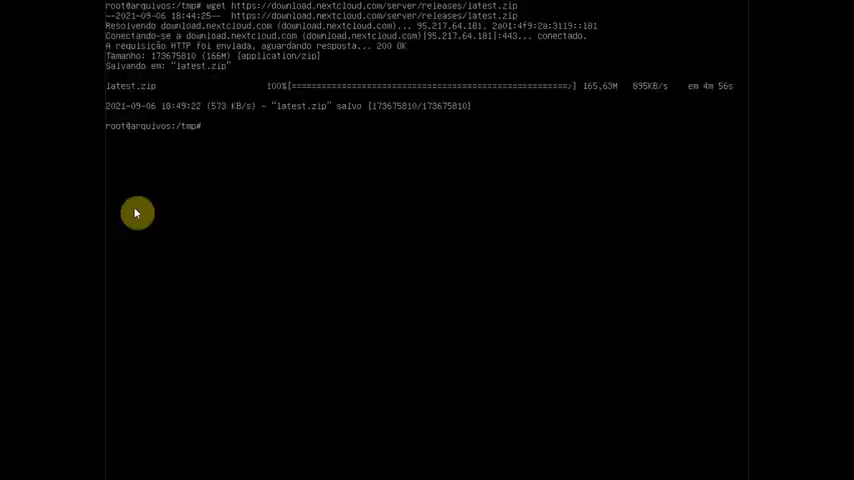 root@arquivos:/tmp# wget https://download.nextcloud.com/server/releases/latest.zip
--2021-09-06 18:44:25--  https://download.nextcloud.com/server/releases/latest.zip
Resolvendo download.nextcloud.com (download.nextcloud.com)... 95.217.64.181, 2a01:4f9:2a:3119::181
Conectando-se a download.nextcloud.com (download.nextcloud.com)|95.217.64.181|:443... conectado.
A requisição HTTP foi enviada, aguardando resposta... 200 OK
Tamanho: 173675810 (166M) [application/zip]
Salvando em: “latest.zip”
latest.zip 100%[==================================================>] 165,63M 895KB/s em 4m 56s
2021-09-06 18:49:22 (573 KB/s) - “latest.zip” salvo [173675810/173675810]
root@arquivos:/tmp#